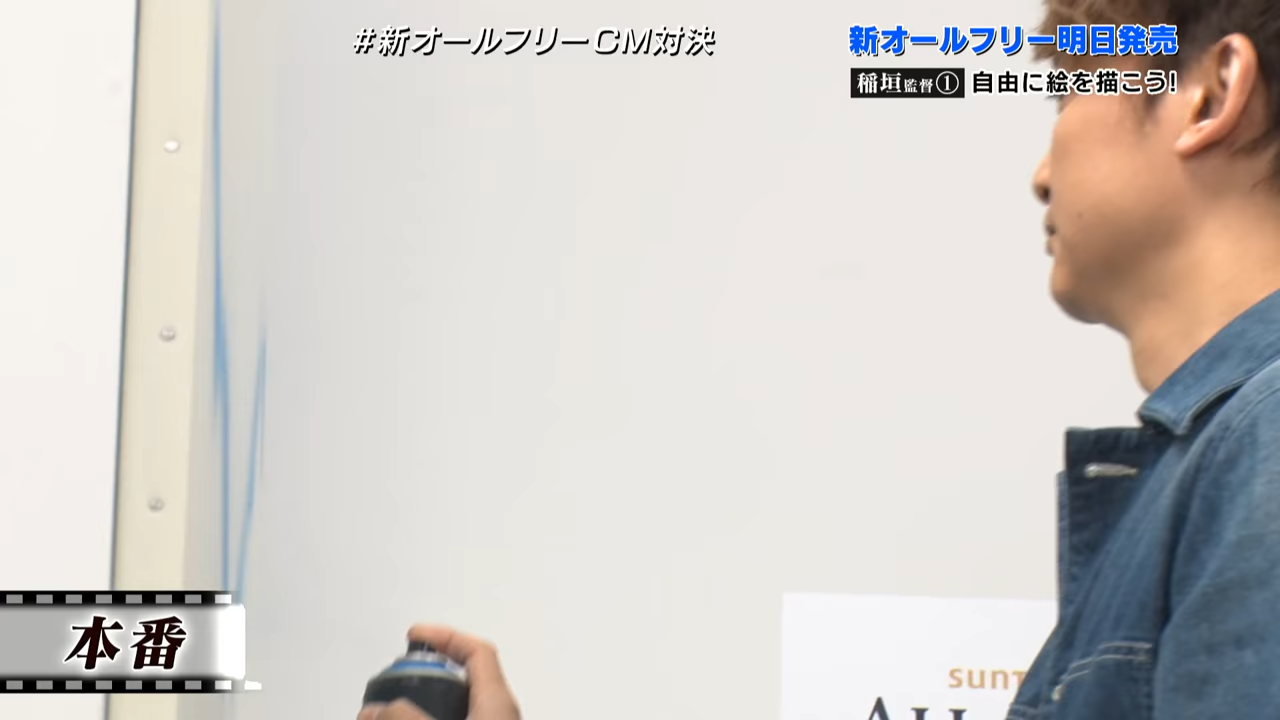 #新オールフリーCM対決
新オールフリー明日発売
稲垣監督① 自由に絵を描こう!
本番
SUNT
ALL